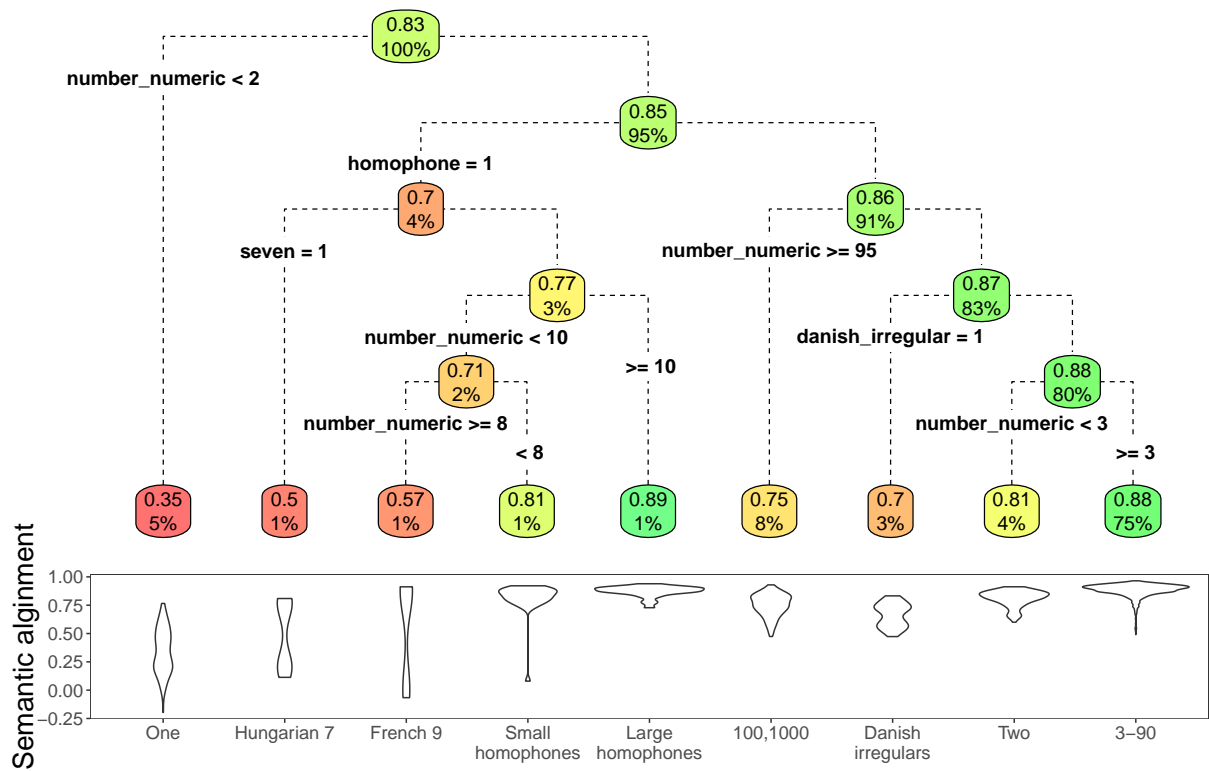 0.83
100%
number_numeric < 2
0.85
95%
homophone = 1
0.7
4%
0.86
91%
seven = 1
number_numeric >= 95
0.77
3%
0.87
83%
number_numeric < 10
>= 10
danish_irregular = 1
0.71
2%
0.88
80%
number_numeric >= 8
< 8
number_numeric < 3
>= 3
0.35
5%
0.5
1%
0.57
1%
0.81
1%
0.89
1%
0.75
8%
0.7
3%
0.81
4%
0.88
75%
Semantic alginment
1.00
0.75
0.50
0.25
0.00
−0.25
One
Hungarian 7
French 9
Small
homophones
Large
homophones
100,1000
Danish
irregulars
Two
3−90